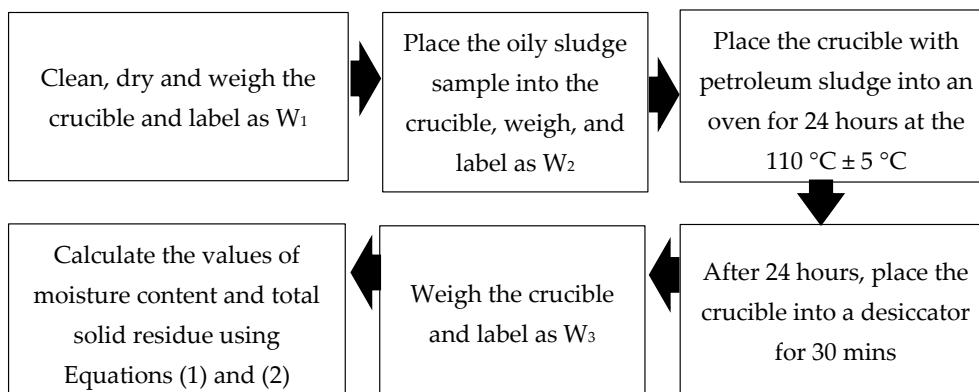 Clean, dry and weigh the
crucible and label as W₁
Place the oily sludge
sample into the
crucible, weigh, and
label as W₂
Place the crucible with
petroleum sludge into an
oven for 24 hours at the
110 °C ± 5 °C
After 24 hours, place the
crucible into a desiccator
for 30 mins
Weigh the crucible
and label as W₃
Calculate the values of
moisture content and total
solid residue using
Equations (1) and (2)